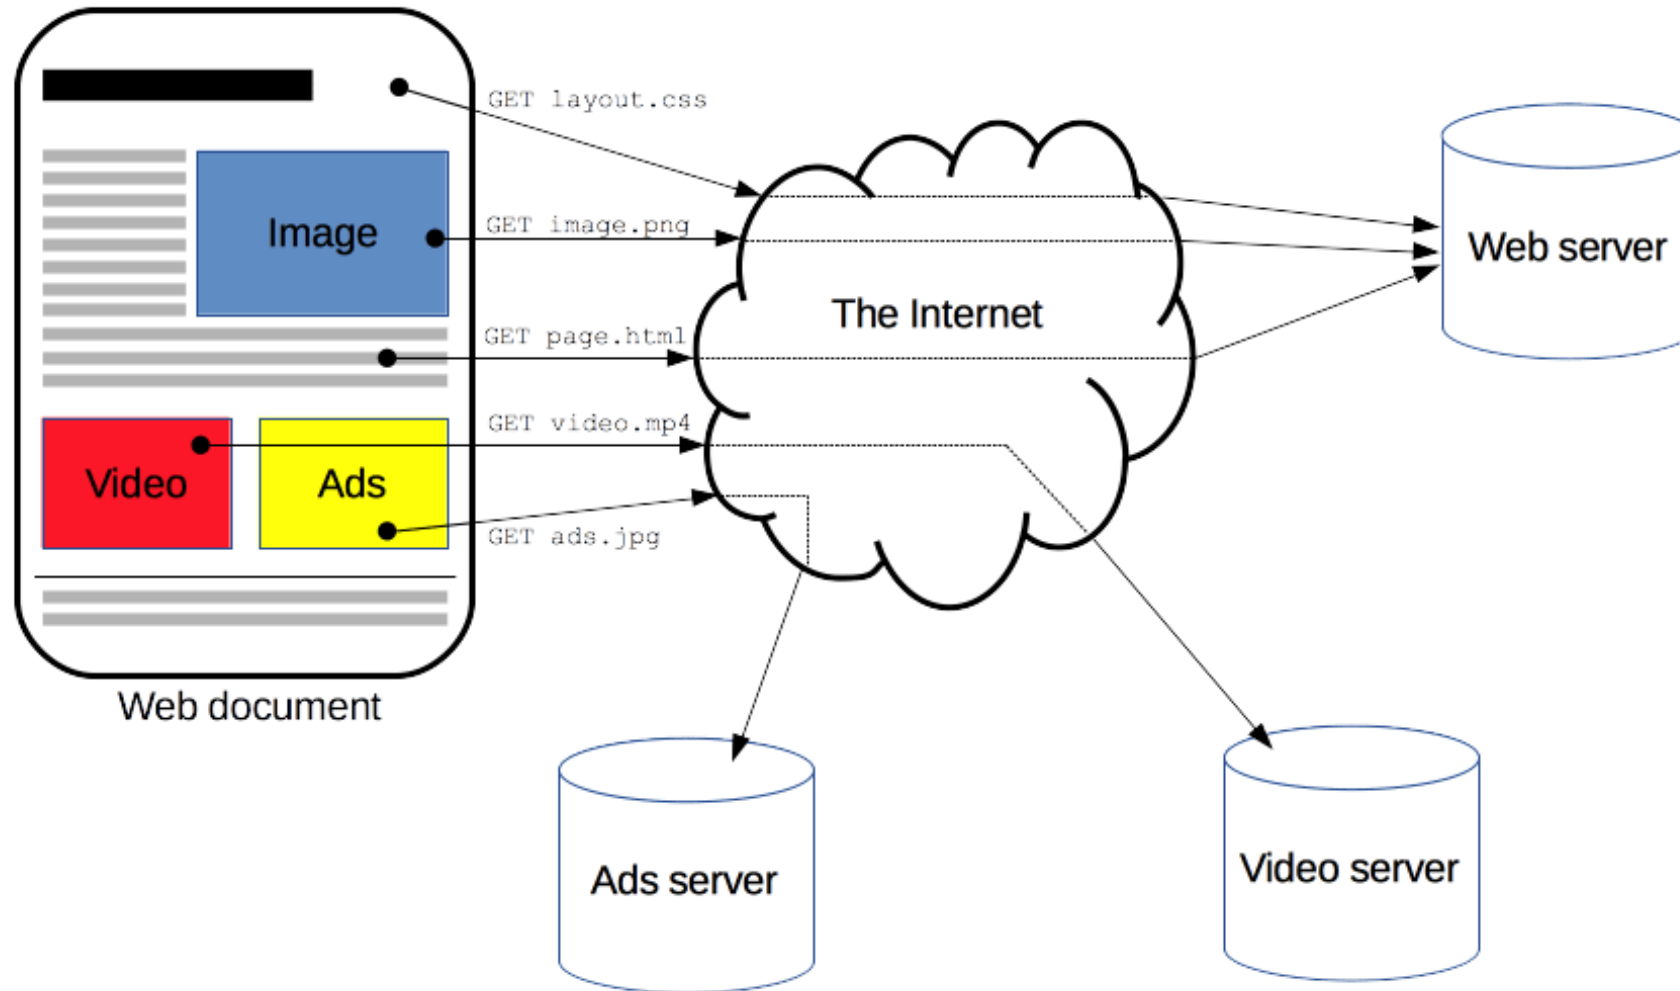 GET layout.css
Image
GET image.png
Web server
The Internet
GET page.html
GET video.mp4
Video
Ads
GET ads.jpg
Web document
Ads server
Video server